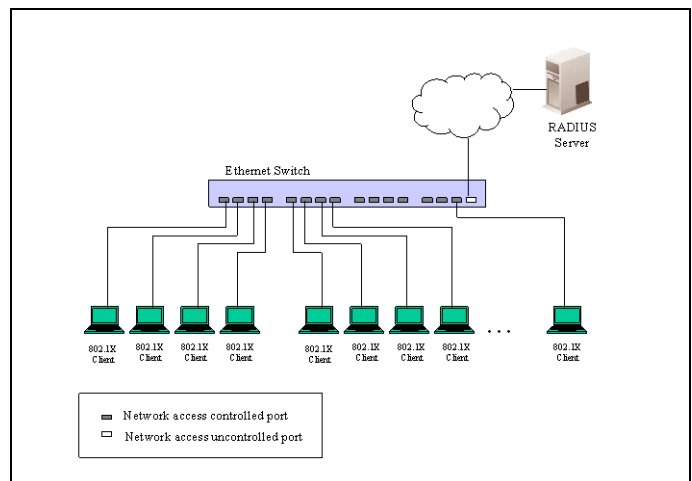 RADIUS
Server
Ethernet Switch
802.1X
Client
802.1X
Client
802.1X
Client
802.1X
Client
802.1X
Client
802.1X
Client
802.1X
Client
802.1X
Client
. . .
802.1X
Client
Network access controlled port
Network access uncontrolled port